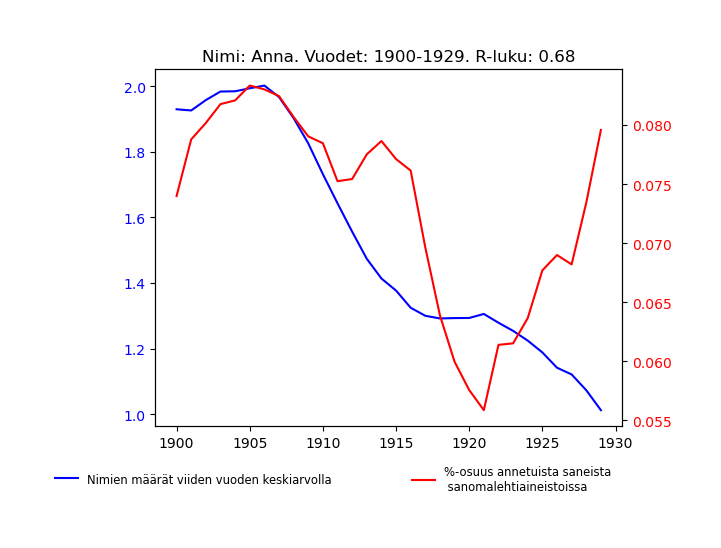 Nimi: Anna. Vuodet: 1900-1929. R-luku: 0.68
2.0
1.8
1.6
1.4
1.2
1.0
0.080
0.075
0.070
0.065
0.060
0.055
1900 1905 1910 1915 1920 1925 1930
Nimien määrät viiden vuoden keskiarvolla
%-osuus annetuista saneista
sanomalehtiaineistoissa